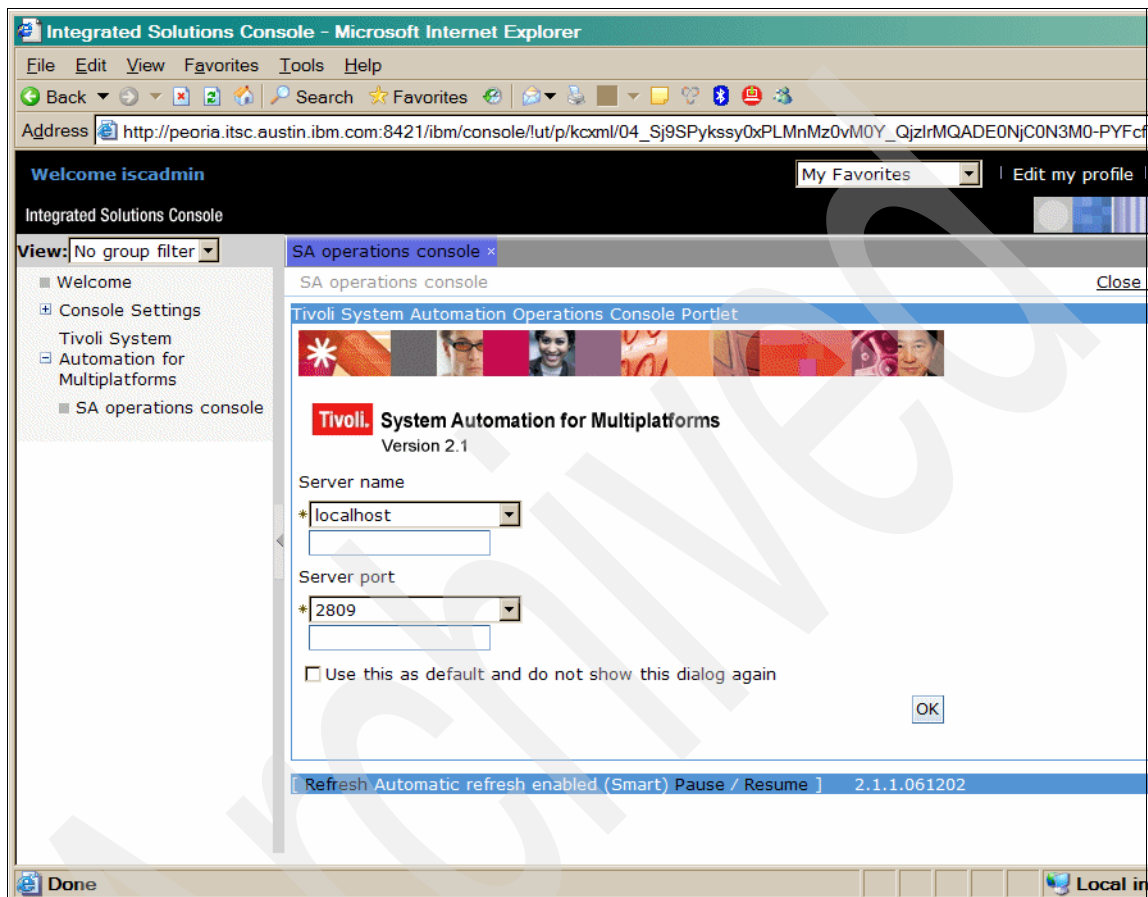 Integrated Solutions Console - Microsoft Internet Explorer
File Edit View Favorites Tools Help
Back Search Favorites
Address http://peoria.itsc.austin.ibm.com:8421/ibm/console/!ut/p/kcxml/04_Sj9SPykssy0xPLMnMz0vM0Y_QjzIrMQADE0NjC0N3M0-PYFcf
Welcome iscadmin My Favorites Edit my profile
Integrated Solutions Console
View: No group filter
SA operations console ×
Welcome
Console Settings
Tivoli System Automation for Multiplatforms
SA operations console
SA operations console Close
Tivoli System Automation Operations Console Portlet
Tivoli. System Automation for Multiplatforms
Version 2.1
Server name
* localhost
Server port
* 2809
Use this as default and do not show this dialog again
OK
[ Refresh Automatic refresh enabled (Smart) Pause / Resume ] 2.1.1.061202
Done Local in
Archived